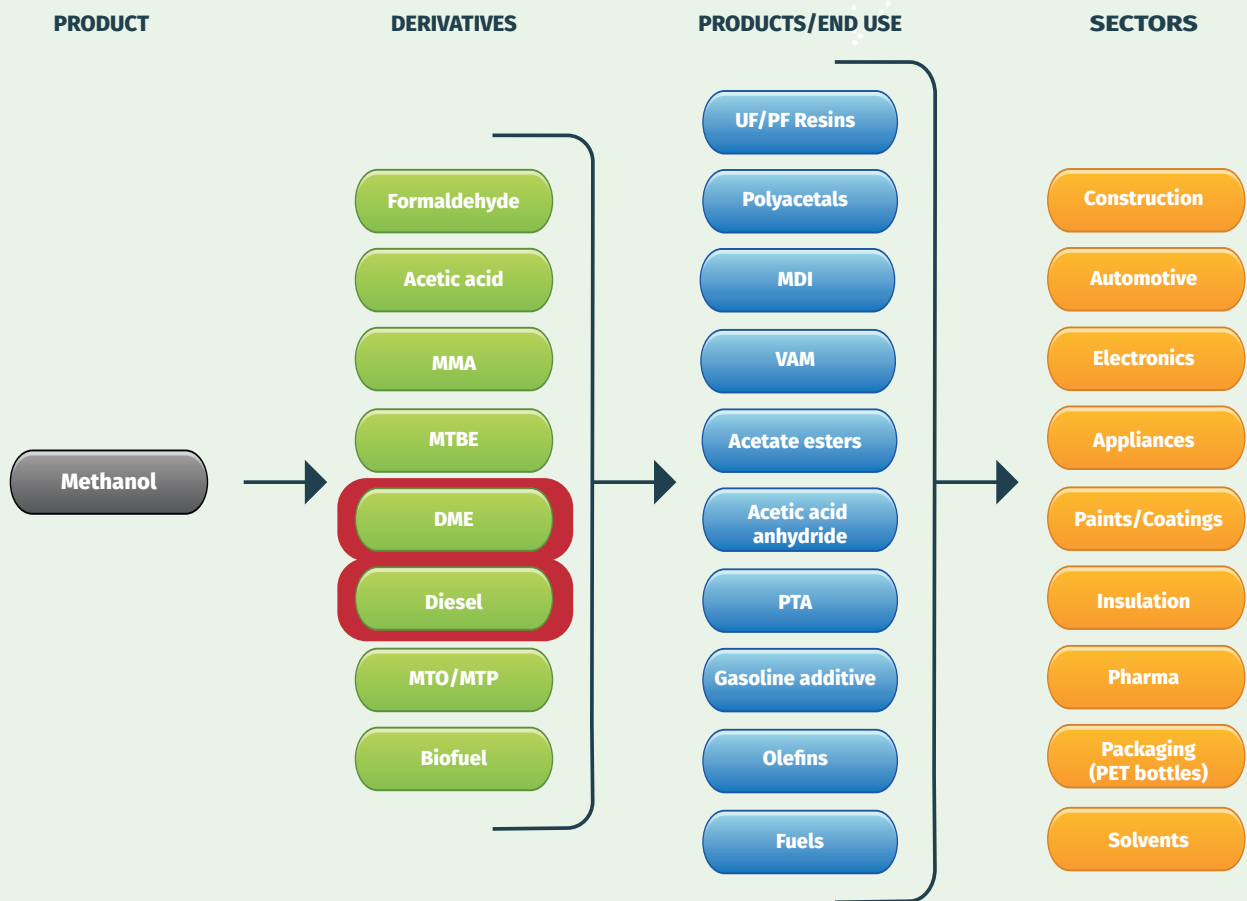 PRODUCT
DERIVATIVES
PRODUCTS/END USE
SECTORS
Methanol
Formaldehyde
Acetic acid
MMA
MTBE
DME
Diesel
MTO/MTP
Biofuel
UF/PF Resins
Polyacetals
MDI
VAM
Acetate esters
Acetic acid
anhydride
PTA
Gasoline additive
Olefins
Fuels
Construction
Automotive
Electronics
Appliances
Paints/Coatings
Insulation
Pharma
Packaging
(PET bottles)
Solvents